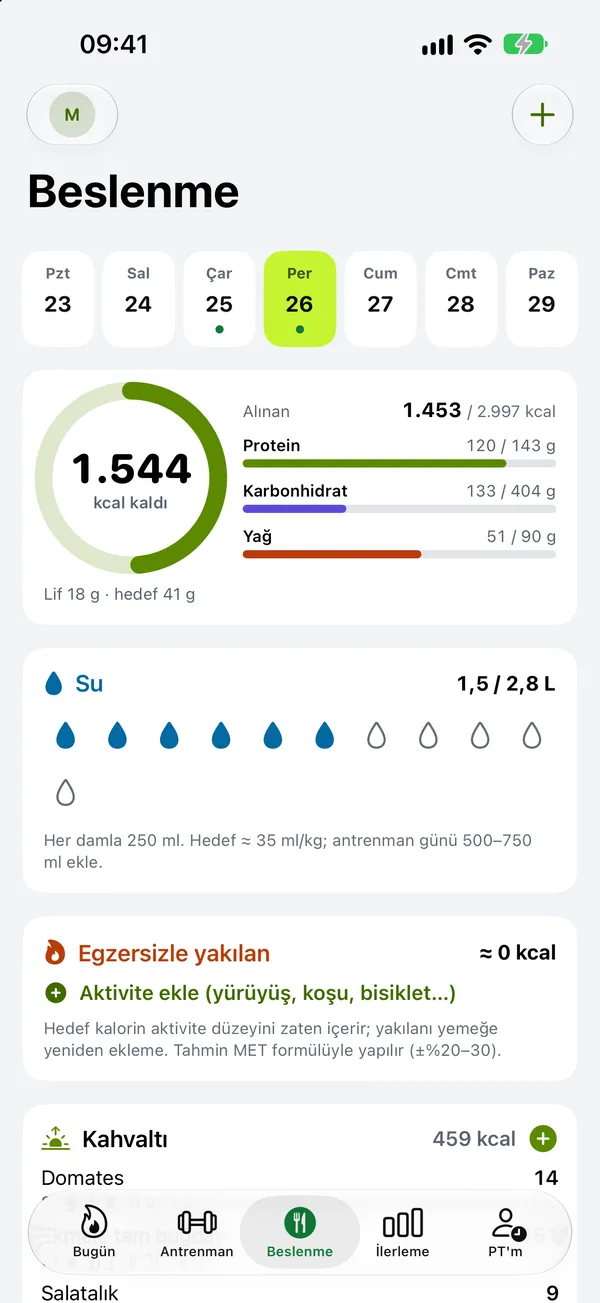 09:41
M
Beslenme
Pzt Sal Çar Per Cum Cmt Paz
23 24 25 26 27 28 29
1.544
kcal kaldı
Lif 18 g · hedef 41 g
Alınan 1.453 / 2.997 kcal
Protein 120 / 143 g
Karbonhidrat 133 / 404 g
Yağ 51 / 90 g
Su 1,5 / 2,8 L
Her damla 250 ml. Hedef ≈ 35 ml/kg; antrenman günü 500–750
ml ekle.
Egzersizle yakılan ≈ 0 kcal
Aktivite ekle (yürüyüş, koşu, bisiklet...)
Hedef kalorin aktivite düzeyini zaten içerir; yakılanı yemeğe
yeniden ekleme. Tahmin MET formülüyle yapılır (±%20–30).
Kahvaltı 459 kcal
Domates 14
Bugün Antrenman Beslenme İlerleme PT'm
Salatalık 9